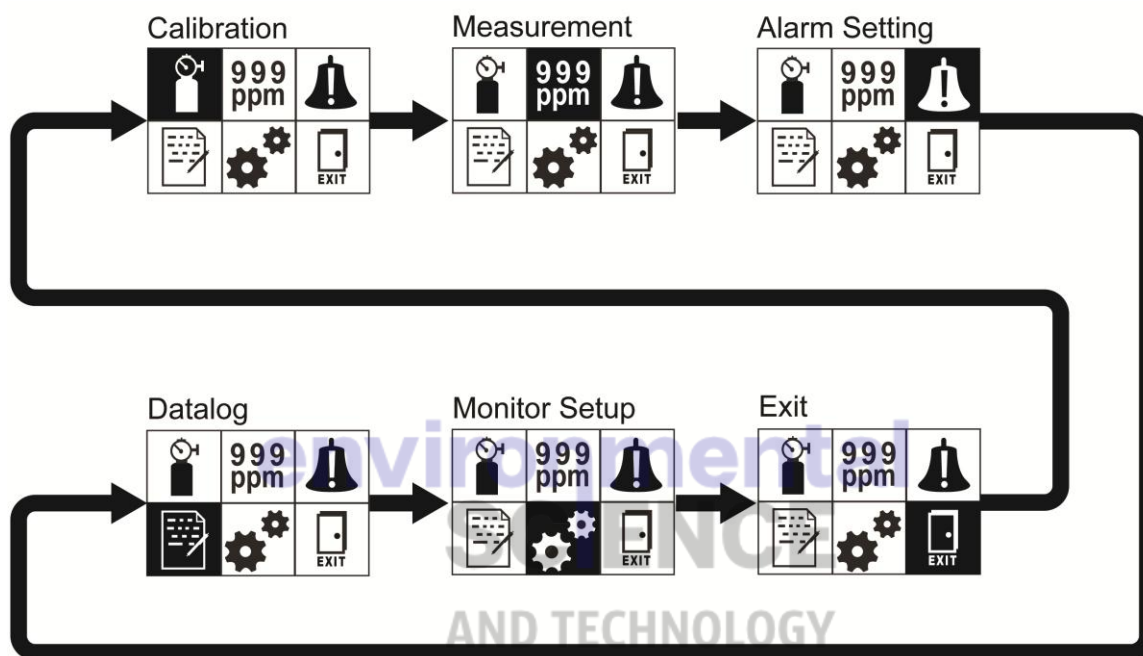 Calibration
Measurement
Alarm Setting
999
ppm
EXIT
999
ppm
EXIT
999
ppm
EXIT
Datalog
Monitor Setup
Exit
999
ppm
EXIT
999
ppm
EXIT
999
ppm
EXIT
environmental
SCIENCE
AND TECHNOLOGY